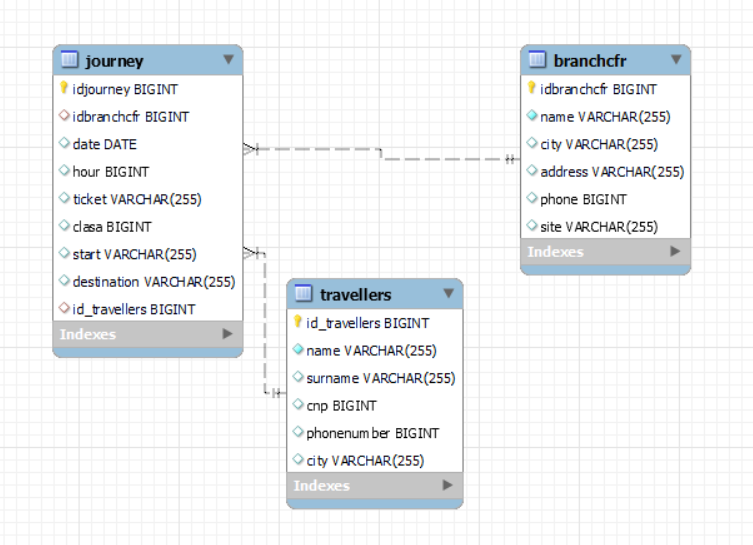 journey
idjourney BIGINT
idbranchcfr BIGINT
date DATE
hour BIGINT
ticket VARCHAR(255)
clasa BIGINT
start VARCHAR(255)
destination VARCHAR(255)
id_travellers BIGINT
Indexes
branchcfr
idbranchcfr BIGINT
name VARCHAR(255)
city VARCHAR(255)
address VARCHAR(255)
phone BIGINT
site VARCHAR(255)
Indexes
travellers
id_travellers BIGINT
name VARCHAR(255)
surname VARCHAR(255)
cnp BIGINT
phonenumber BIGINT
city VARCHAR(255)
Indexes